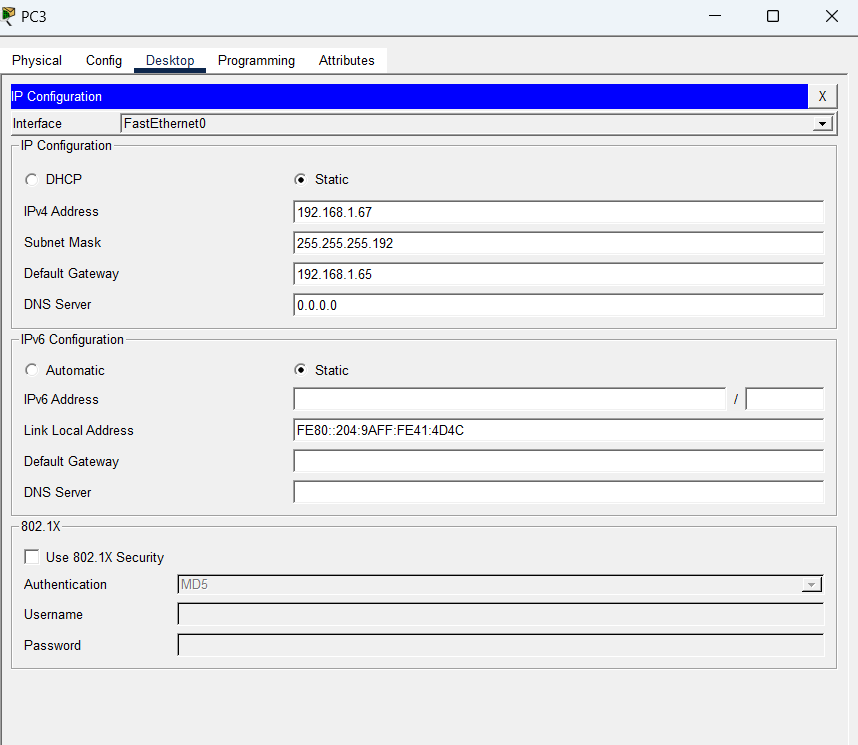 PC3
Physical Config Desktop Programming Attributes
IP Configuration X
Interface FastEthernet0
IP Configuration
DHCP Static
IPv4 Address 192.168.1.67
Subnet Mask 255.255.255.192
Default Gateway 192.168.1.65
DNS Server 0.0.0.0
IPv6 Configuration
Automatic Static
IPv6 Address /
Link Local Address FE80::204:9AFF:FE41:4D4C
Default Gateway
DNS Server
802.1X
Use 802.1X Security
Authentication MD5
Username
Password